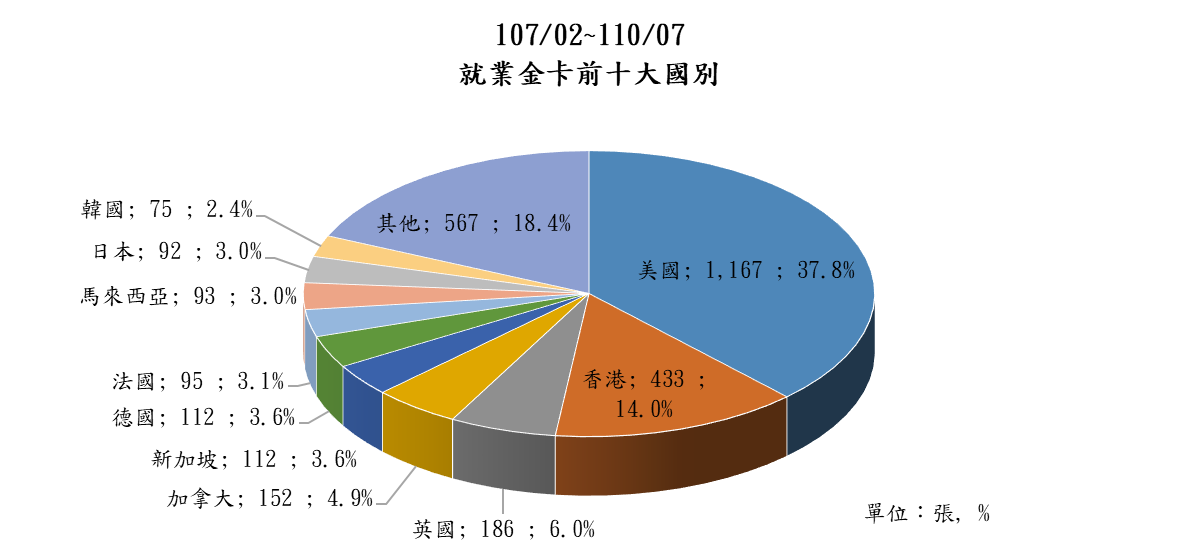 107/02~110/07
就業金卡前十大國別
其他; 567 ; 18.4%
美國; 1,167 ; 37.8%
韓國; 75 ; 2.4%
日本; 92 ; 3.0%
馬來西亞; 93 ; 3.0%
法國; 95 ; 3.1%
德國; 112 ; 3.6%
新加坡; 112 ; 3.6%
加拿大; 152 ; 4.9%
英國; 186 ; 6.0%
香港; 433 ;
14.0%
單位：張, %